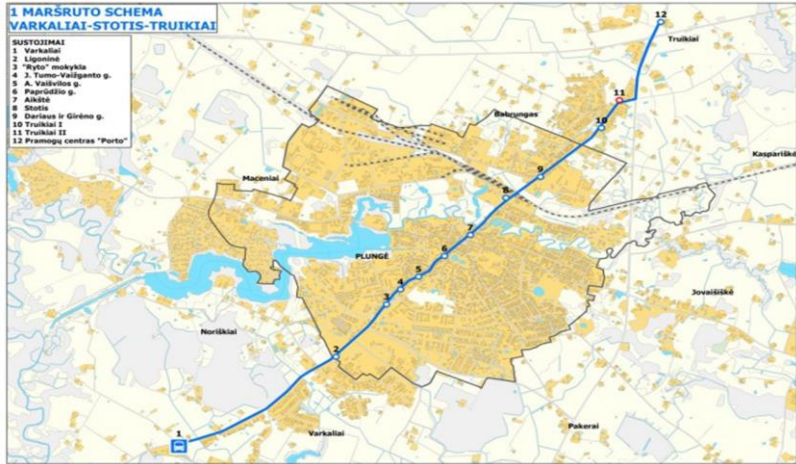 1 MARŠRUTO SCHEMA
VARKALIAI-STOTIS-TRUIKIAI
SUSTOJIMAI
1 Varkaliai
2 Ligoninė
3 "Ryto" mokykla
4 J. Tumo-Vaižganto g.
5 A. Vaišvilos g.
6 Paprūdžio g.
7 Aikštė
8 Stotis
9 Dariaus ir Girėno g.
10 Truikiai I
11 Truikiai II
12 Pramogų centras "Porto"
12
Truikiai
11
Babrungas
10
Kaspariškė
9
Maceniai
8
7
PLUNGĖ
6
5
4
Jovaišiškė
3
Noriškiai
2
Pakerai
1
Varkaliai